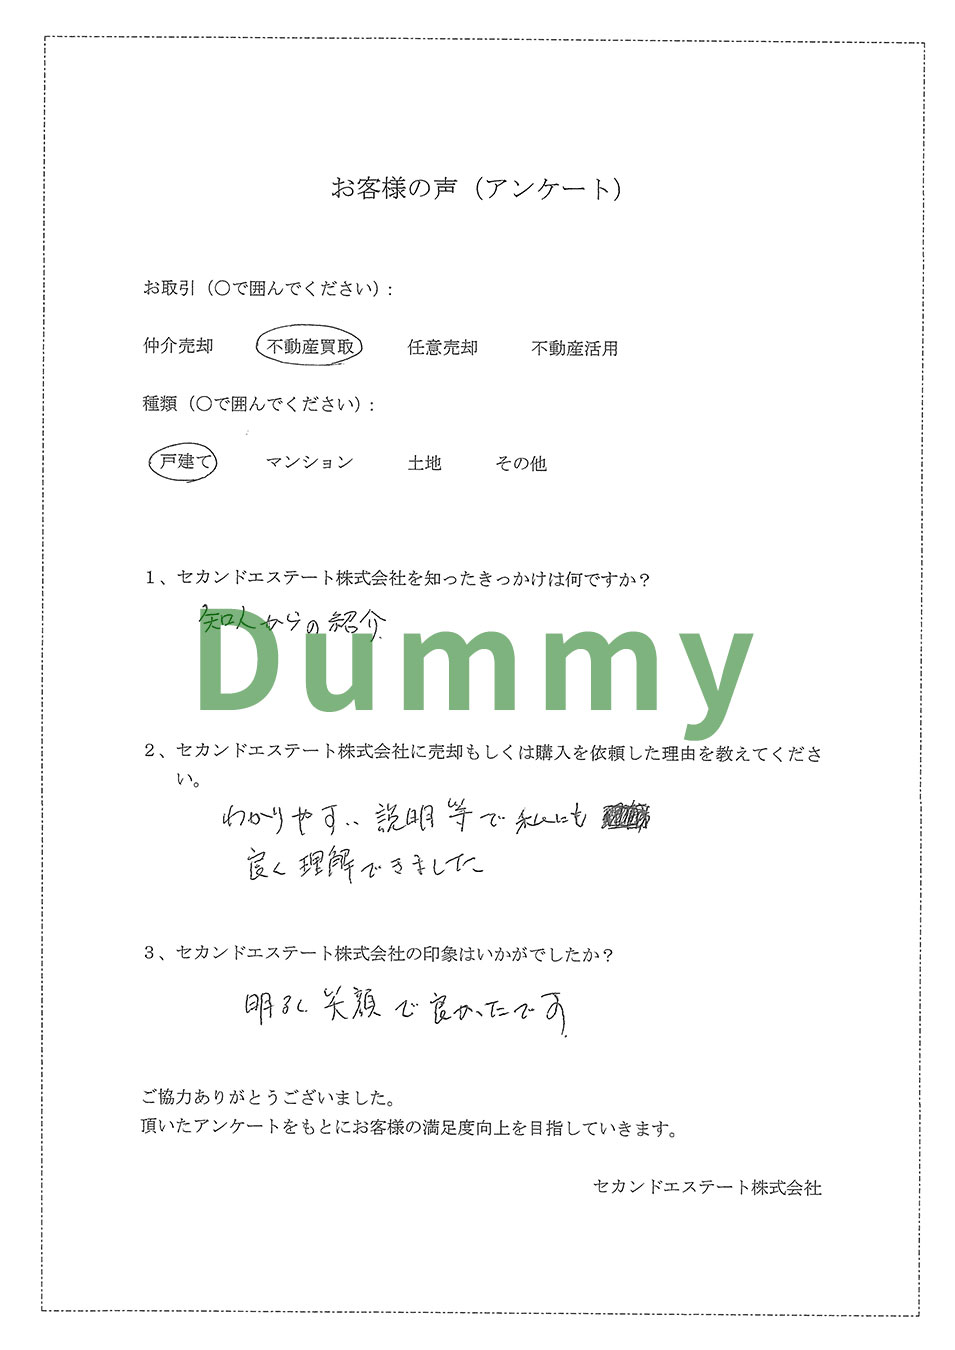 お客様の声（アンケート）
お取引（〇で囲んでください）:
仲介売却 不動産買取 任意売却 不動産活用
種類（〇で囲んでください）:
戸建て マンション 土地 その他
１、セカンドエステート株式会社を知ったきっかけは何ですか？
知人からの紹介
Dummy
２、セカンドエステート株式会社に売却もしくは購入を依頼した理由を教えてくださ
い。
わかりやすい説明等で私にも
良く理解できました
３、セカンドエステート株式会社の印象はいかがでしたか？
明るく笑顔で良かったです.
ご協力ありがとうございました。
頂いたアンケートをもとにお客様の満足度向上を目指していきます。
セカンドエステート株式会社